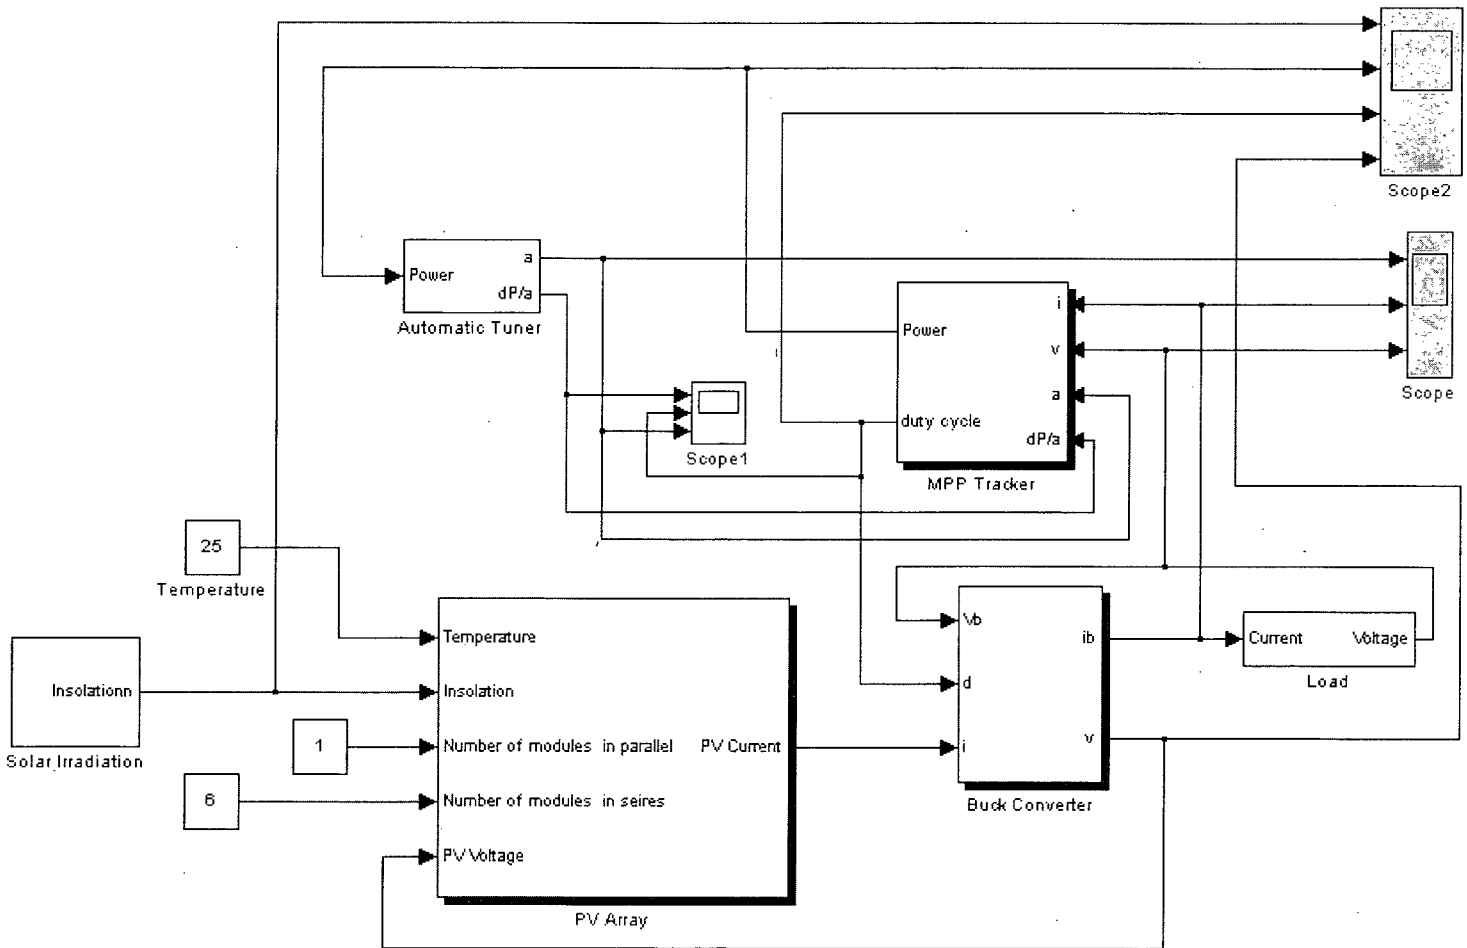 Scope2
a
Power
dP/a
Automatic Tuner
Scope
i
Power
v
a
duty cycle
dP/a
MPP Tracker
Scope1
25
Temperature
Temperature
Insolationn
Insolation
Solar Irradiation
1
Number of modules in parallel
PV Current
6
Number of modules in seires
PV Voltage
PV Array
Vb
ib
d
i
v
Buck Converter
Current
Voltage
Load